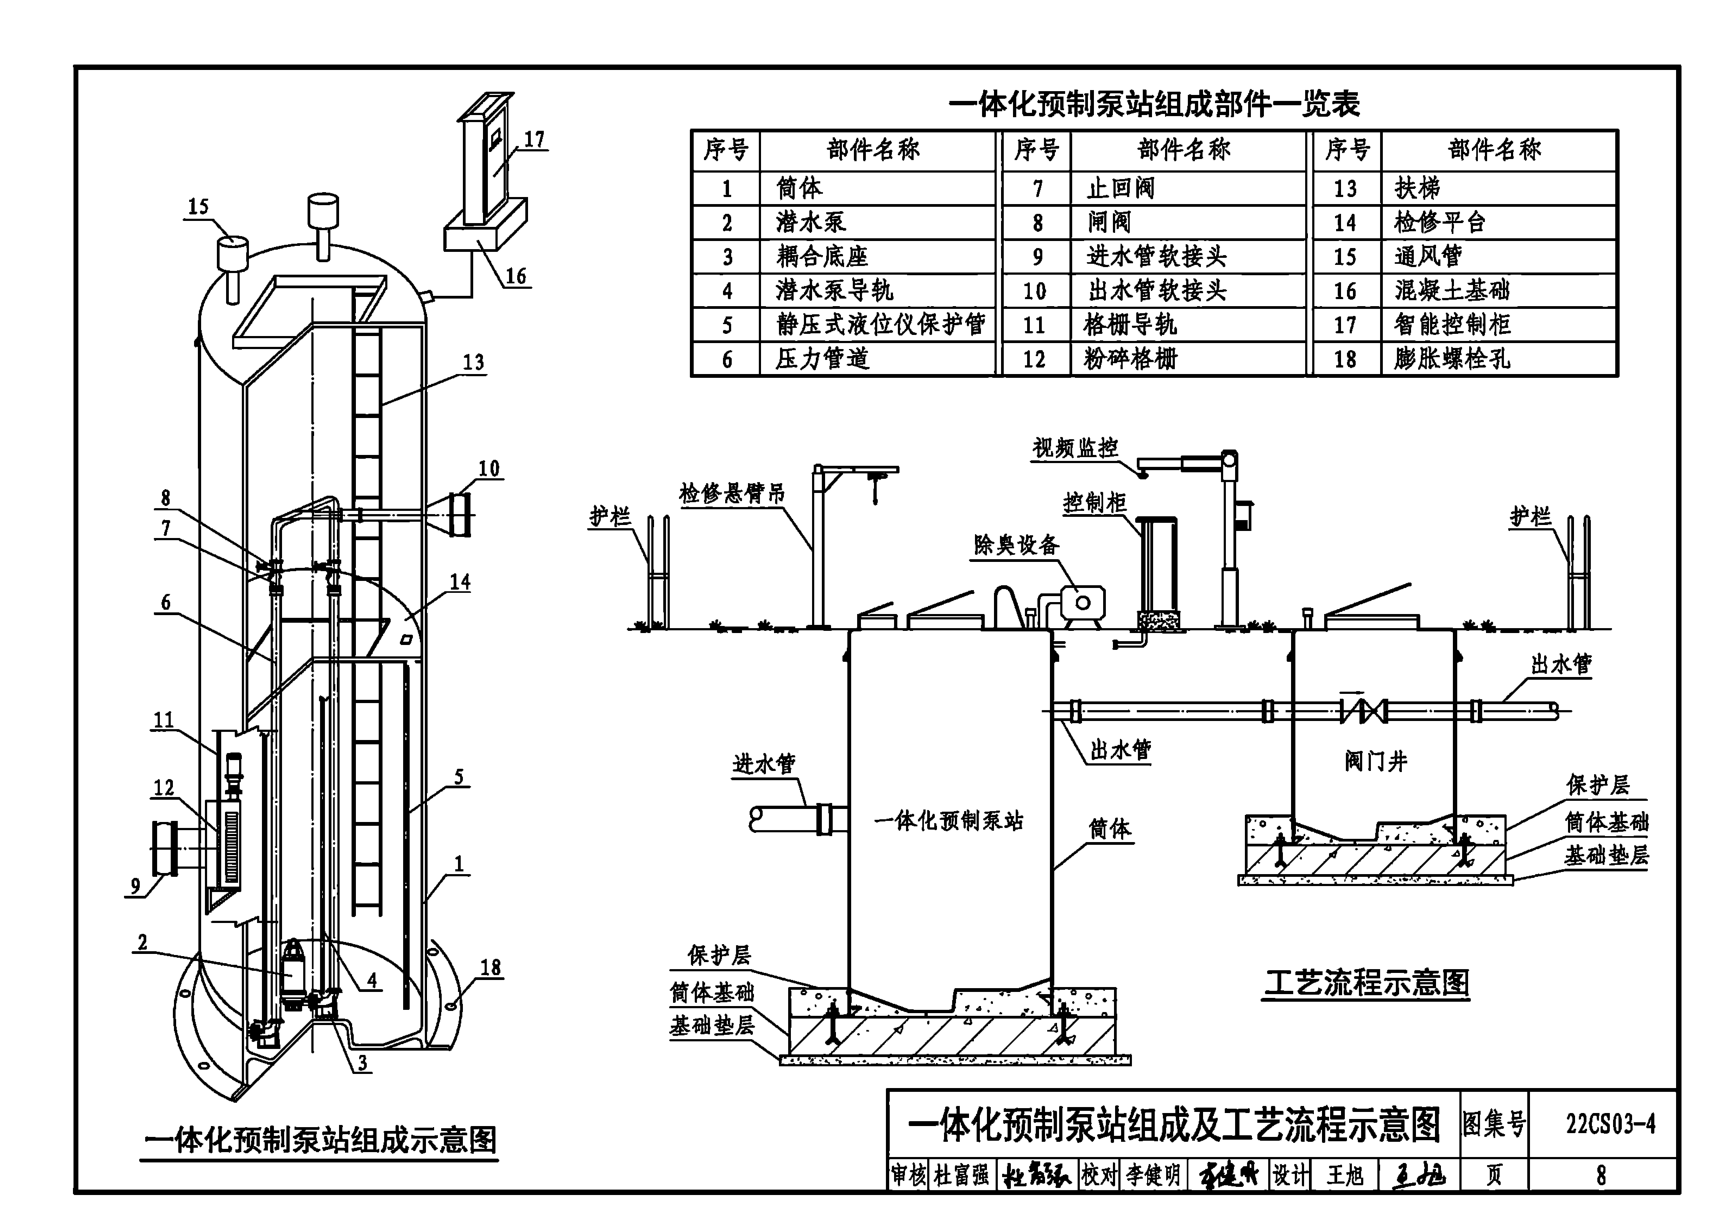 一体化预制泵站组成部件一览表
序号 部件名称 序号 部件名称 序号 部件名称
1 筒体 7 止回阀 13 扶梯
2 潜水泵 8 闸阀 14 检修平台
3 耦合底座 9 进水管软接头 15 通风管
4 潜水泵导轨 10 出水管软接头 16 混凝土基础
5 静压式液位仪保护管 11 格栅导轨 17 智能控制柜
6 压力管道 12 粉碎格栅 18 膨胀螺栓孔
17
15
16
13
10
8
7
14
6
11
5
12
1
9
2
4
18
3
一体化预制泵站组成示意图
视频监控
检修悬臂吊
控制柜
护栏
护栏
除臭设备
出水管
出水管
进水管
阀门井
保护层
一体化预制泵站
筒体
筒体基础
基础垫层
保护层
筒体基础
基础垫层
工艺流程示意图
一体化预制泵站组成及工艺流程示意图 图集号 22CS03-4
审核 杜富强 杜富强 校对 李健明 李健明 设计 王旭 王旭 页 8